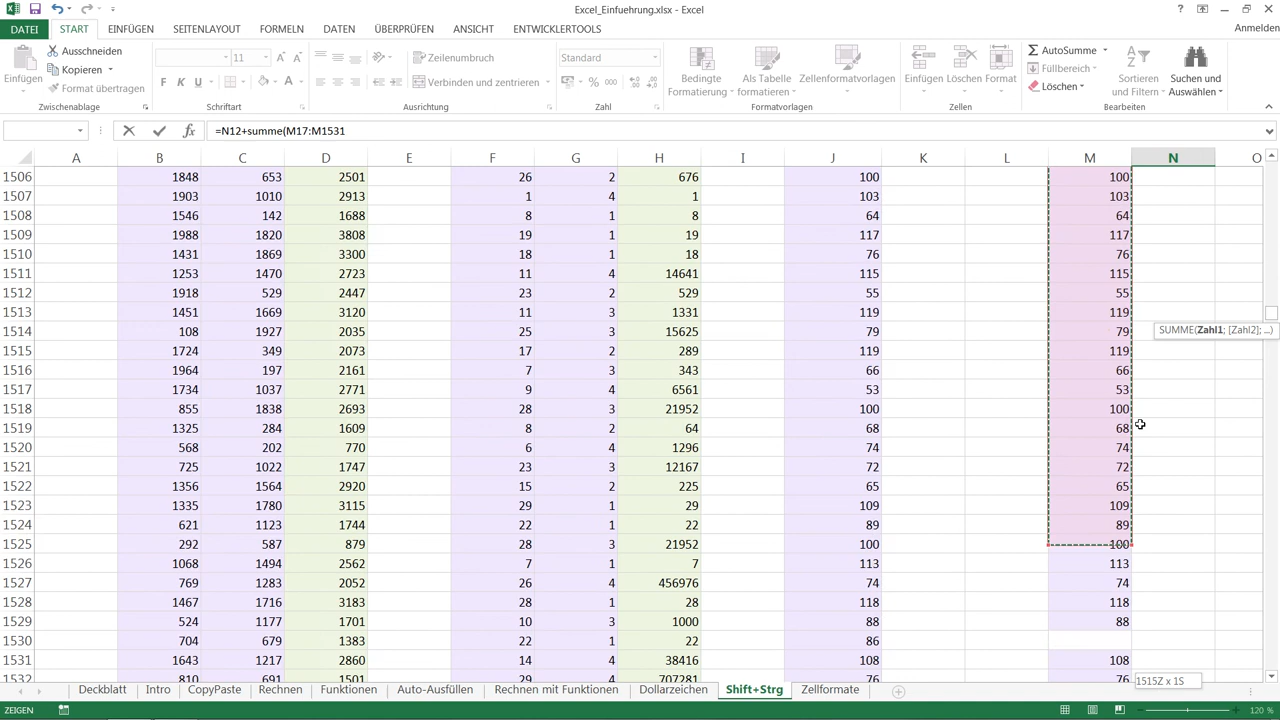 Excel_Einfuehrung.xlsx - Excel
?
DATEI START EINFÜGEN SEITENLAYOUT FORMELN DATEN ÜBERPRÜFEN ANSICHT ENTWICKLERTOOLS Anmelden
Einfügen
Ausschneiden
Kopieren
Format übertragen
Zwischenablage
11
F K U
Schriftart
Zeilenumbruch
Verbinden und zentrieren
Ausrichtung
Standard
% 000
Zahl
Bedingte
Formatierung
Als Tabelle
formatieren
Zellenformatvorlagen
Formatvorlagen
Einfügen Löschen Format
Zellen
AutoSumme
Füllbereich
Löschen
Sortieren
und Filtern
Suchen und
Auswählen
Bearbeiten
fx =N12+summe(M17:M1531
A B C D E F G H I J K L M N O
1506 1848 653 2501 26 2 676 100 100
1507 1903 1010 2913 1 4 1 103 103
1508 1546 142 1688 8 1 8 64 64
1509 1988 1820 3808 19 1 19 117 117
1510 1431 1869 3300 18 1 18 76 76
1511 1253 1470 2723 11 4 14641 115 115
1512 1918 529 2447 23 2 529 55 55
1513 1451 1669 3120 11 3 1331 119 119
1514 108 1927 2035 25 3 15625 79 79
SUMME(Zahl1; [Zahl2]; ...)
1515 1724 349 2073 17 2 289 119 119
1516 1964 197 2161 7 3 343 66 66
1517 1734 1037 2771 9 4 6561 53 53
1518 855 1838 2693 28 3 21952 100 100
1519 1325 284 1609 8 2 64 68 68
1520 568 202 770 6 4 1296 74 74
1521 725 1022 1747 23 3 12167 72 72
1522 1356 1564 2920 15 2 225 65 65
1523 1335 1780 3115 29 1 29 109 109
1524 621 1123 1744 22 1 22 89 89
1525 292 587 879 28 3 21952 100 100
1526 1068 1494 2562 7 1 7 113 113
1527 769 1283 2052 26 4 456976 74 74
1528 1467 1716 3183 28 1 28 118 118
1529 524 1177 1701 10 3 1000 88 88
1530 704 679 1383 22 1 22 86
1531 1643 1217 2860 14 4 38416 108 108
1532 810 691 1501 29 4 707281 76 76
1515Z x 1S
Deckblatt Intro CopyPaste Rechnen Funktionen Auto-Ausfüllen Rechnen mit Funktionen Dollarzeichen Shift+Strg Zellformate
ZEIGEN 120 %